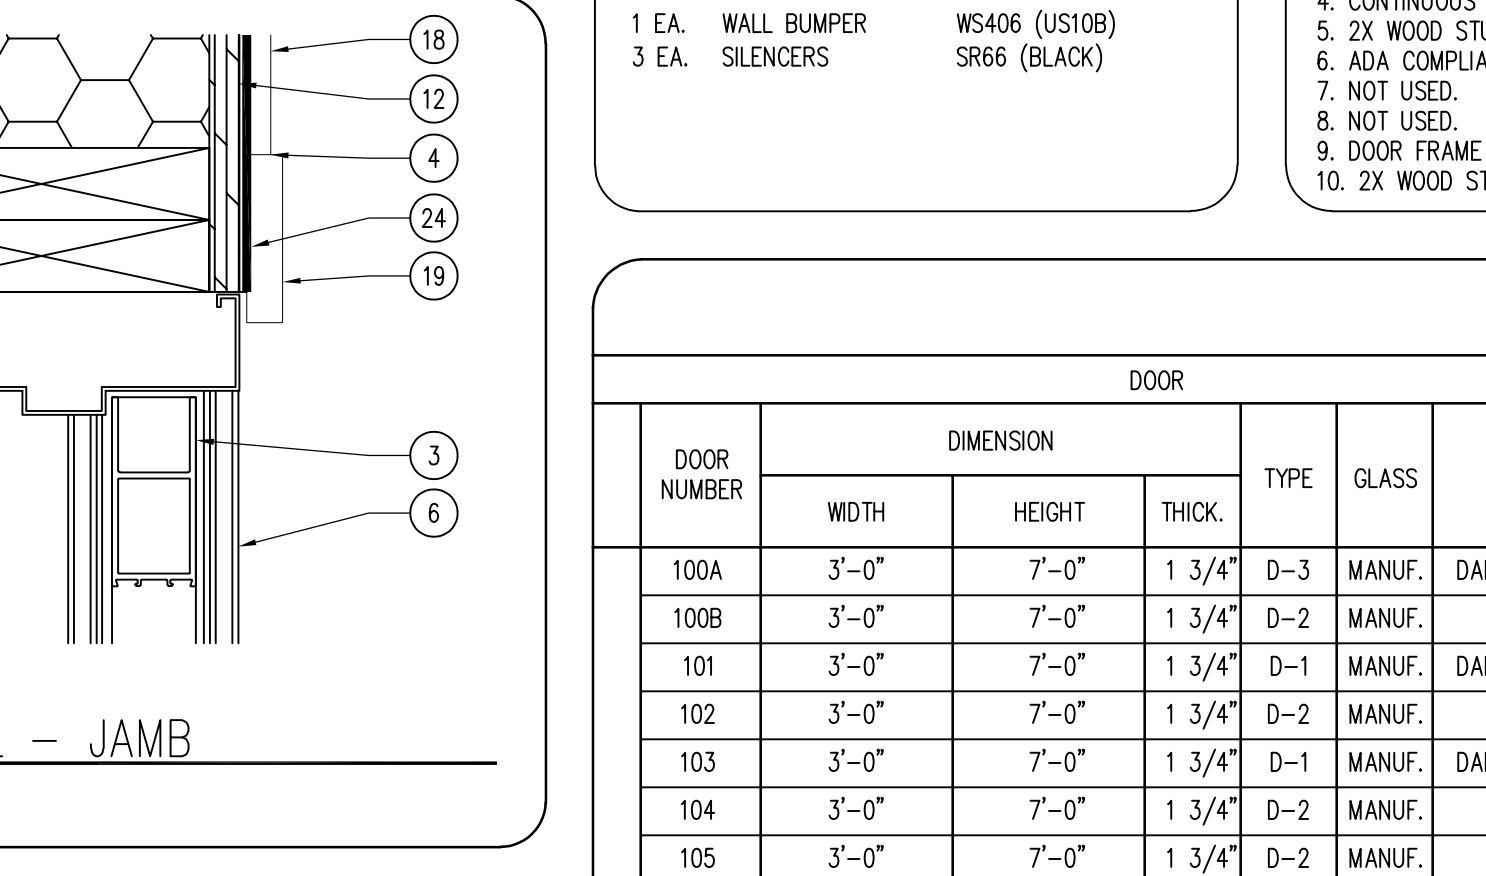 18
12
4
24
19
3
6
– JAMB
1 EA. WALL BUMPER WS406 (US10B)
3 EA. SILENCERS SR66 (BLACK)
4. CONTINUOUS
5. 2X WOOD
6. ADA
7. NOT USED.
8. NOT USED.
9. DOOR FRAME
10. 2X WOOD
DOOR
DOOR NUMBER
DIMENSION
WIDTH HEIGHT THICK.
TYPE GLASS
100A 3'–0" 7'–0" 1 3/4" D–3 MANUF.
100B 3'–0" 7'–0" 1 3/4" D–2 MANUF.
101 3'–0" 7'–0" 1 3/4" D–1 MANUF.
102 3'–0" 7'–0" 1 3/4" D–2 MANUF.
103 3'–0" 7'–0" 1 3/4" D–1 MANUF.
104 3'–0" 7'–0" 1 3/4" D–2 MANUF.
105 3'–0" 7'–0" 1 3/4" D–2 MANUF.